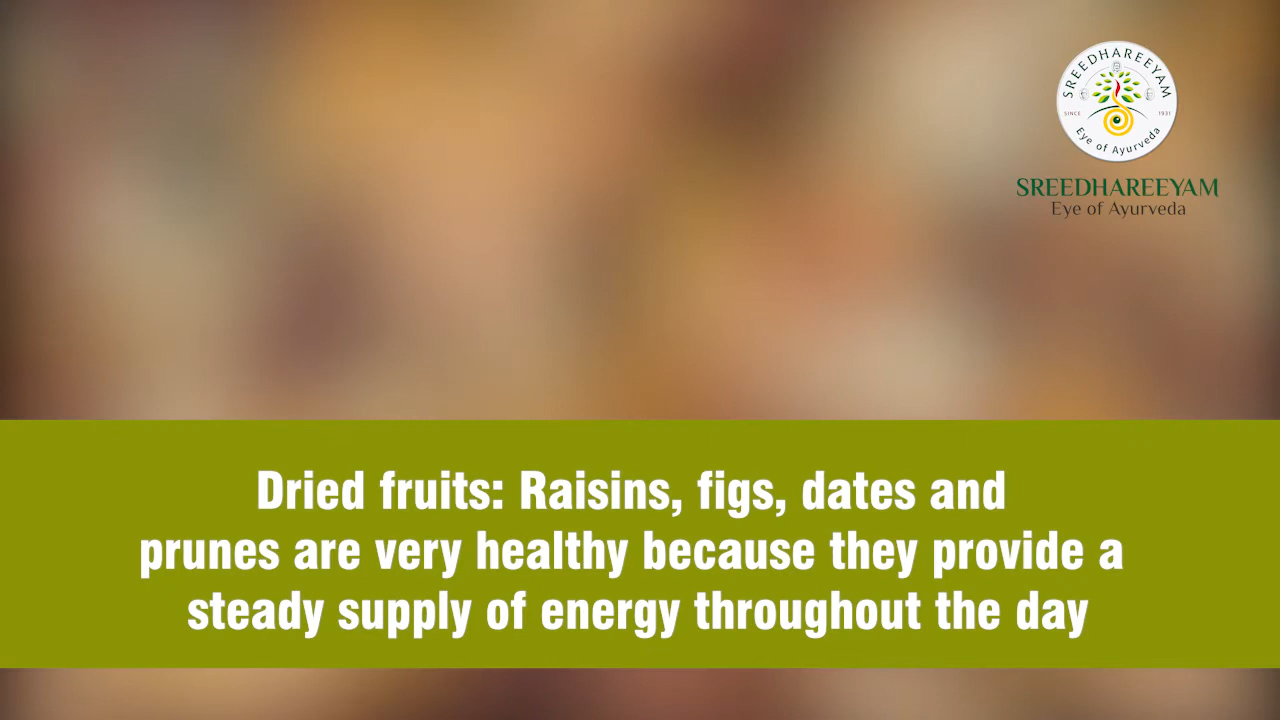 SREEDHAREEYAM
SINCE 1931
Eye of Ayurveda
SREEDHAREEYAM
Eye of Ayurveda
Dried fruits: Raisins, figs, dates and
prunes are very healthy because they provide a
steady supply of energy throughout the day